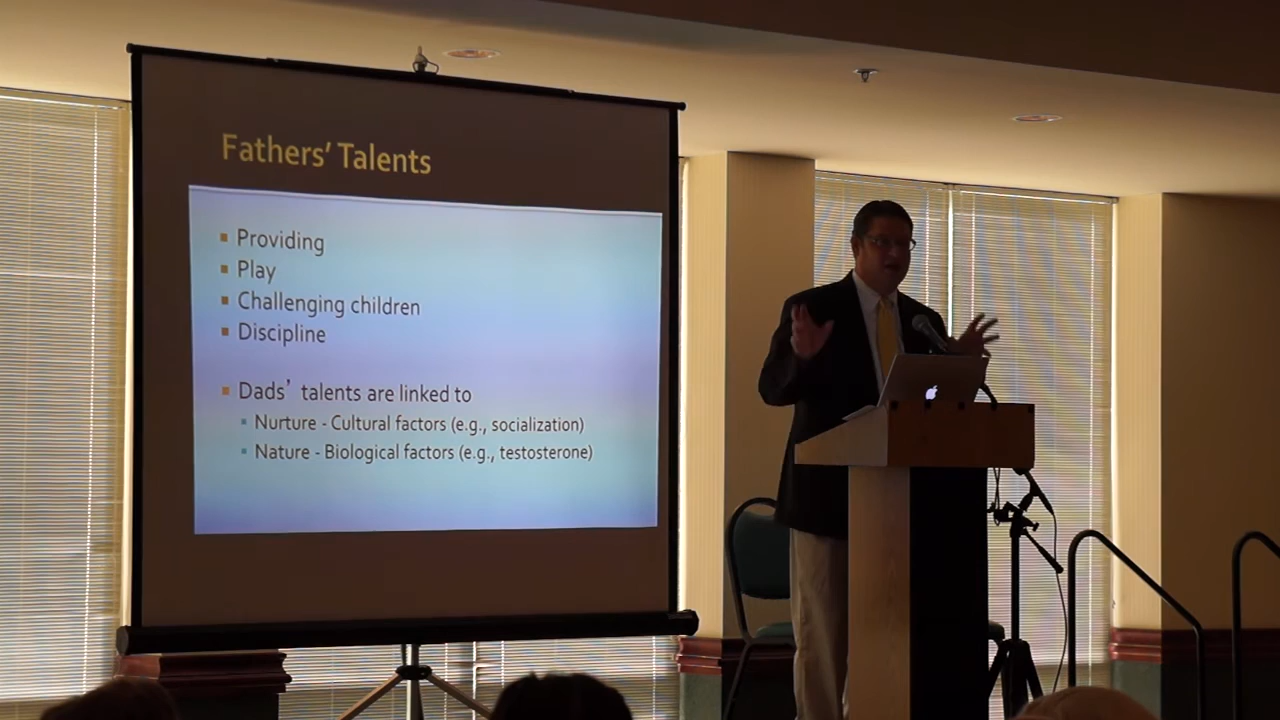 Fathers’ Talents
▪ Providing
▪ Play
▪ Challenging children
▪ Discipline
▪ Dads’ talents are linked to
▪ Nurture - Cultural factors (e.g., socialization)
▪ Nature - Biological factors (e.g., testosterone)